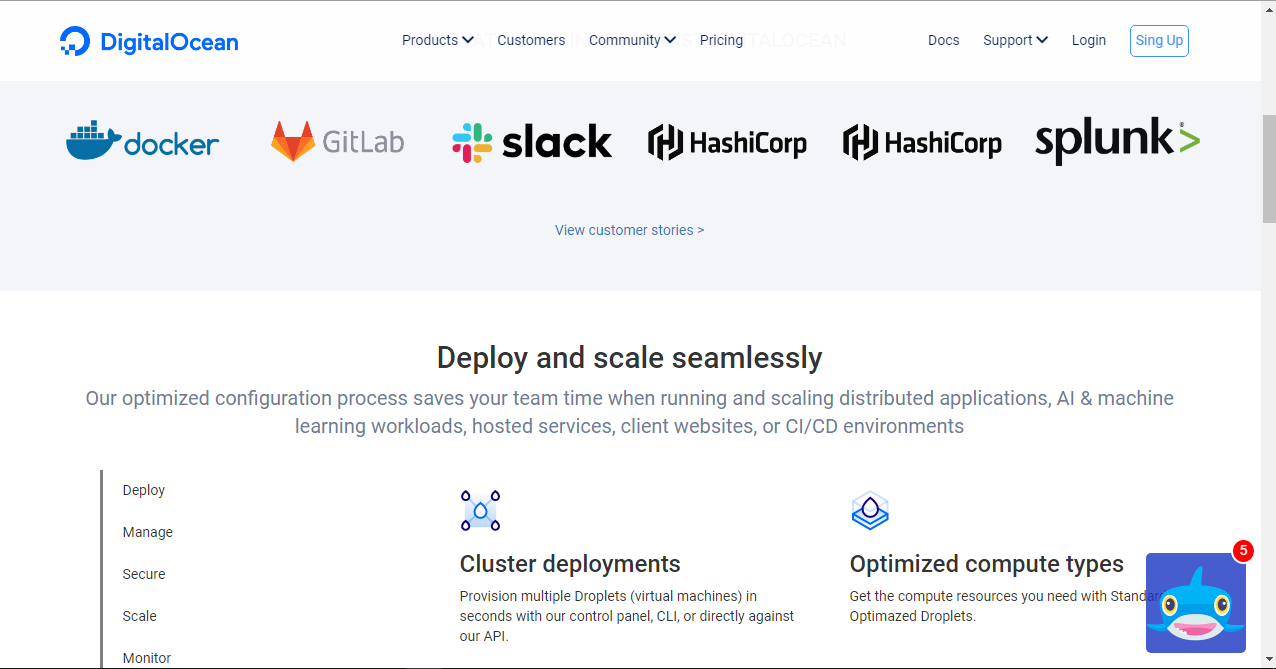 DigitalOcean
Products Customers Community Pricing
Docs Support Login Sing Up
docker GitLab slack HashiCorp HashiCorp splunk>
View customer stories >
Deploy and scale seamlessly
Our optimized configuration process saves your team time when running and scaling distributed applications, AI & machine
learning workloads, hosted services, client websites, or CI/CD environments
Deploy
Manage
Secure
Scale
Monitor
Cluster deployments
Provision multiple Droplets (virtual machines) in
seconds with our control panel, CLI, or directly against
our API.
Optimized compute types
Get the compute resources you need with
Optimazed Droplets.
5